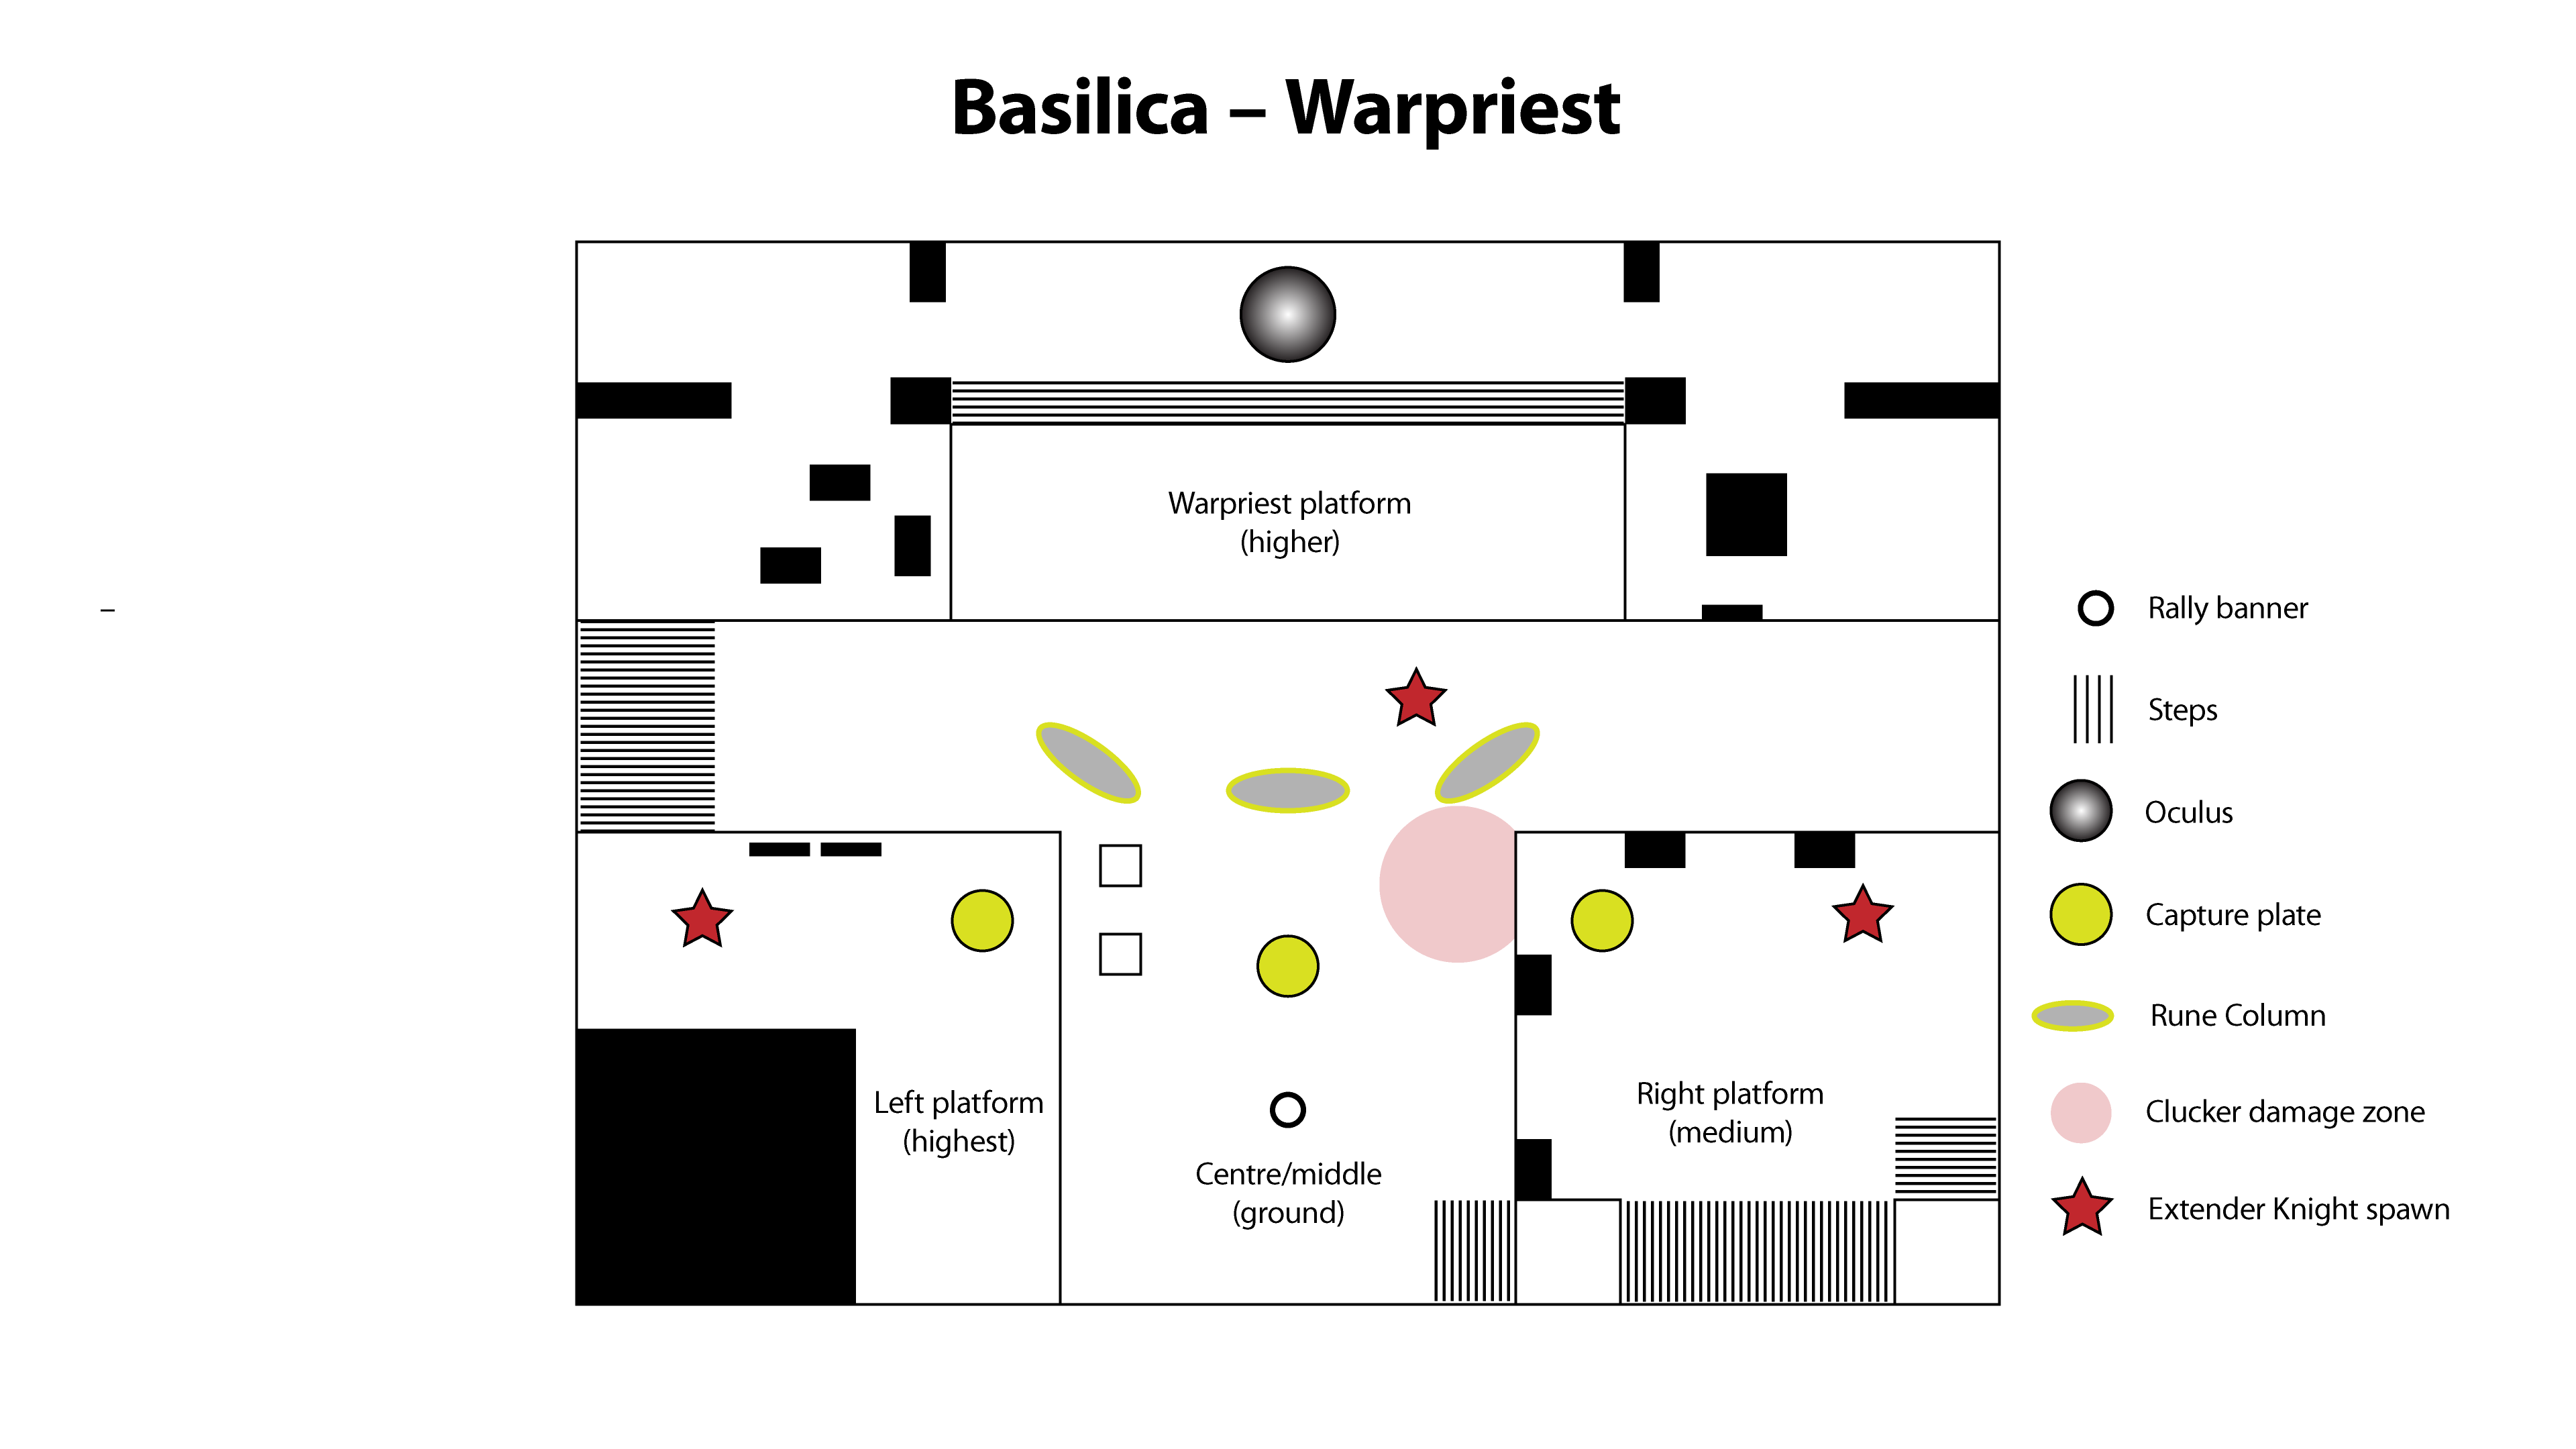 Basilica – Warpriest
Warpriest platform
(higher)
–
Left platform
(highest)
Centre/middle
(ground)
Right platform
(medium)
Rally banner
Steps
Oculus
Capture plate
Rune Column
Clucker damage zone
Extender Knight spawn